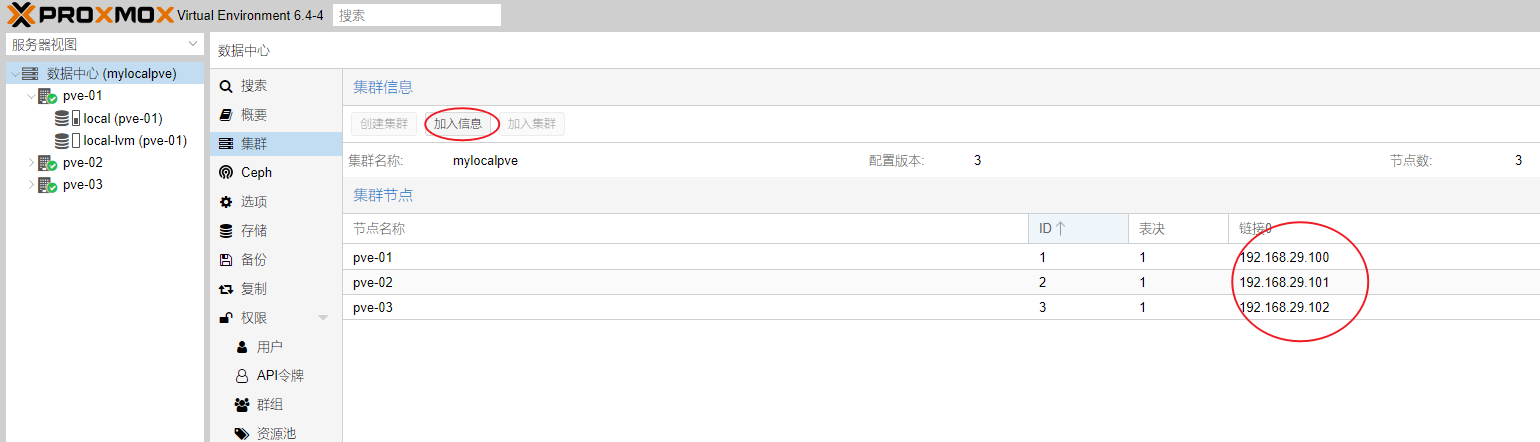 PROXMOX Virtual Environment 6.4-4 搜索
服务器视图
数据中心 (mylocalpve)
pve-01
local (pve-01)
local-lvm (pve-01)
pve-02
pve-03
数据中心
搜索
概要
集群
Ceph
选项
存储
备份
复制
权限
用户
API令牌
群组
资源池
集群信息
创建集群 加入信息 加入集群
集群名称: mylocalpve 配置版本: 3 节点数: 3
集群节点
节点名称 ID↑ 表决 链接0
pve-01 1 1 192.168.29.100
pve-02 2 1 192.168.29.101
pve-03 3 1 192.168.29.102